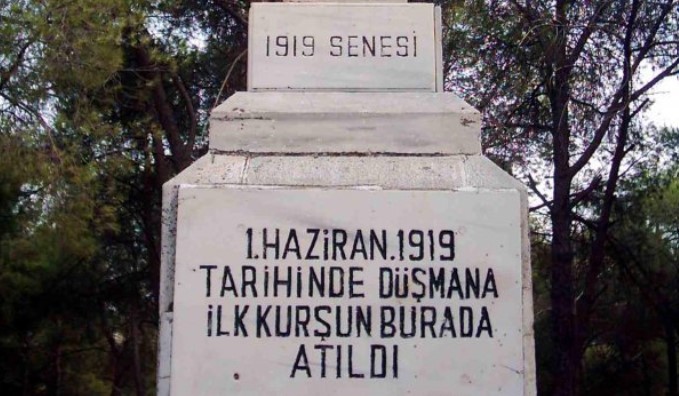 1919 SENESİ
1.HAZİRAN.1919
TARİHİNDE DÜŞMANA
İLK KURŞUN BURADA
ATILDI